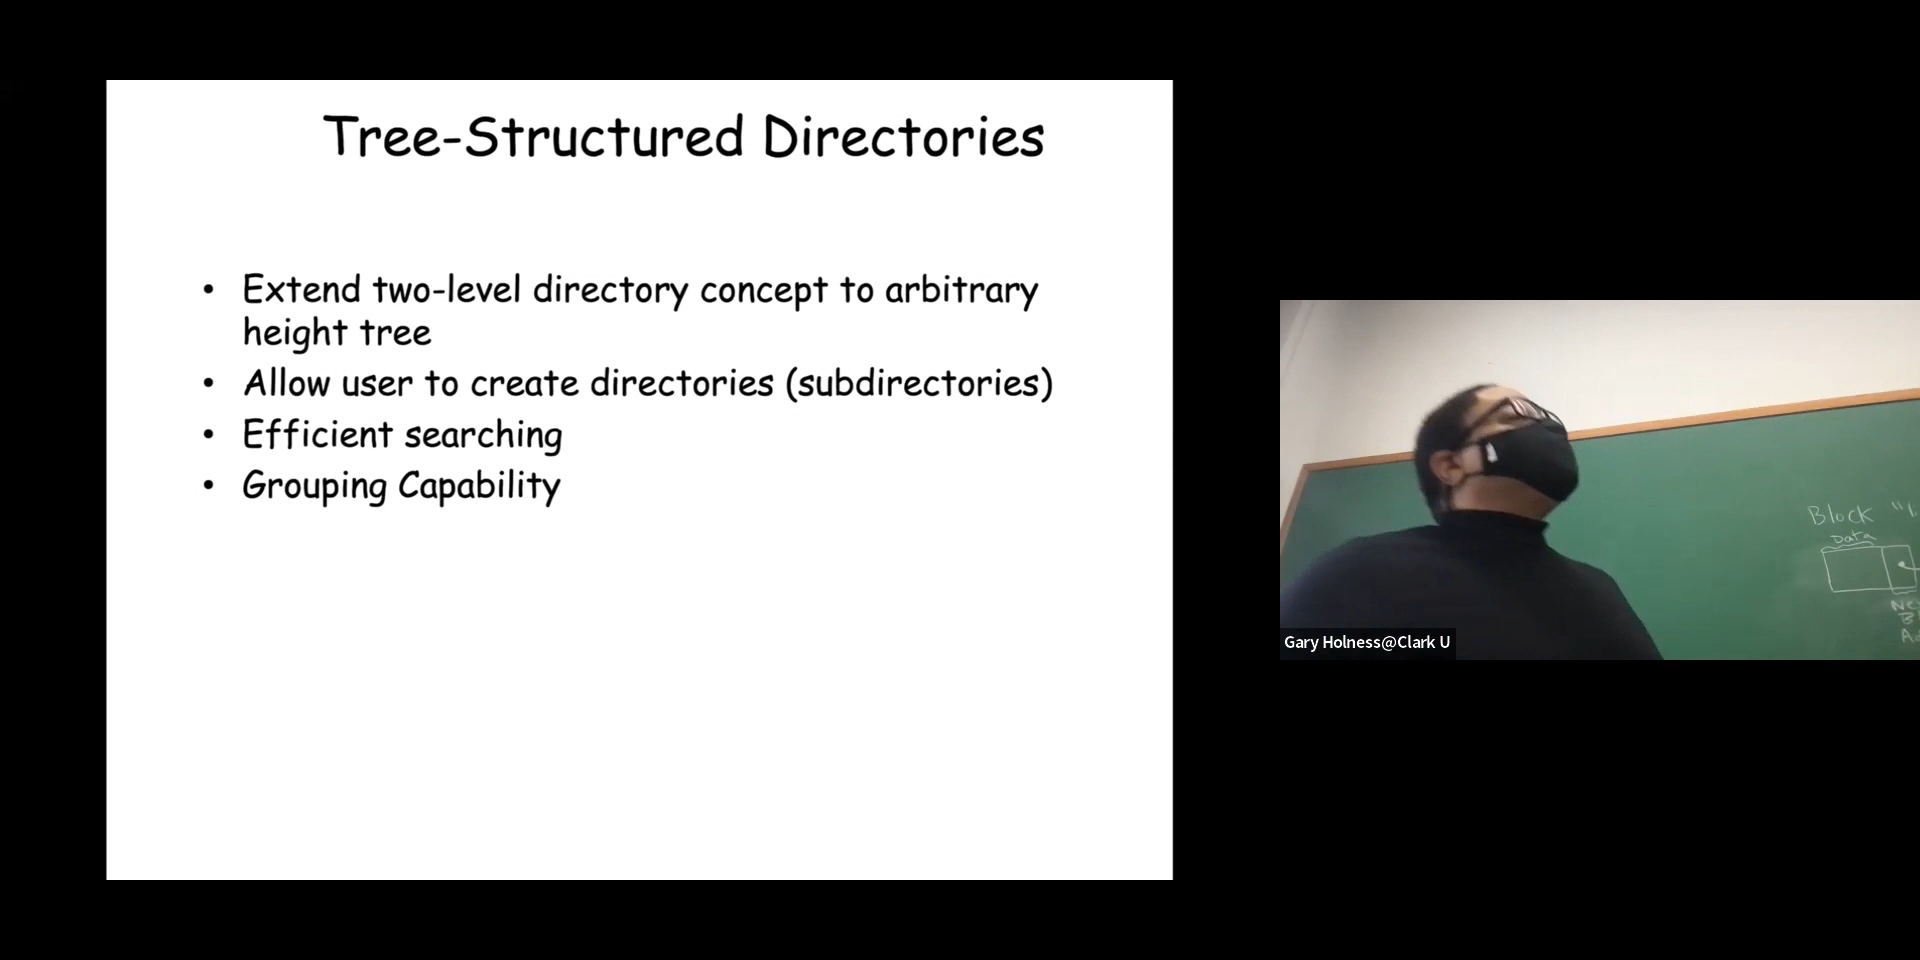 Tree-Structured Directories
• Extend two-level directory concept to arbitrary
height tree
• Allow user to create directories (subdirectories)
• Efficient searching
• Grouping Capability
Block
Data
Gary Holness@Clark U